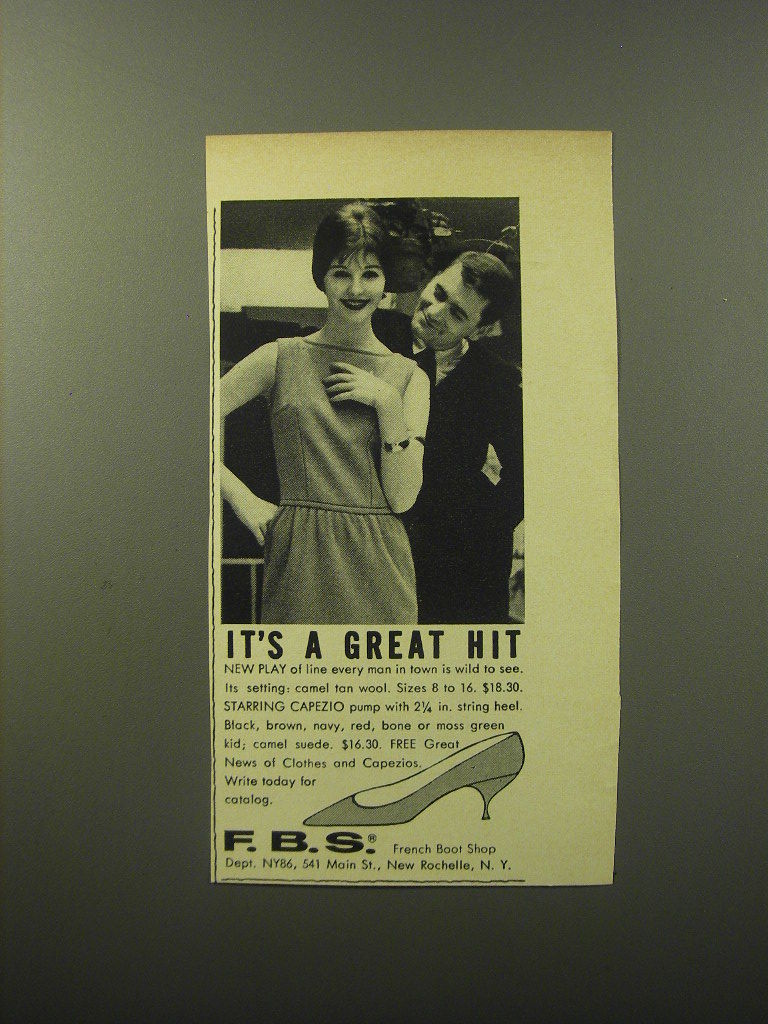 IT'S A GREAT HIT
NEW PLAY of line every man in town is wild to see.
Its setting: camel tan wool. Sizes 8 to 16. $18.30.
STARRING CAPEZIO pump with 2¼ in. string heel.
Black, brown, navy, red, bone or moss green
kid; camel suede. $16.30. FREE Great
News of Clothes and Capezios.
Write today for
catalog.
F. B. S.® French Boot Shop
Dept. NY86, 541 Main St., New Rochelle, N. Y.